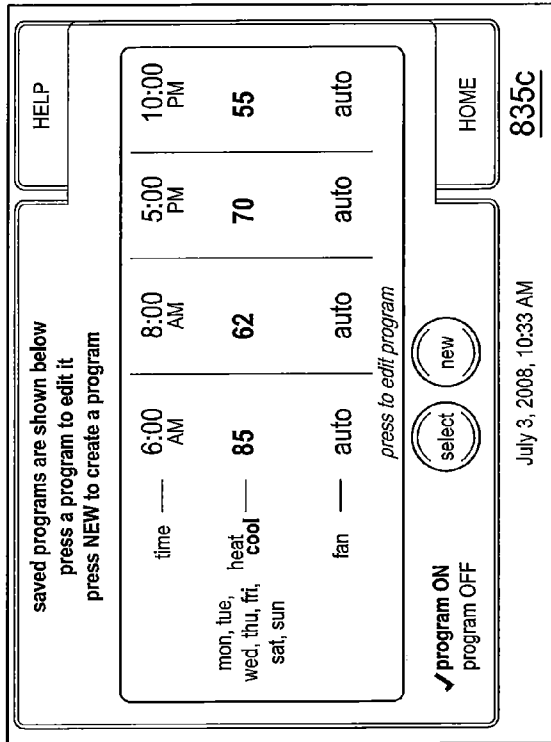 saved programs are shown below
press a program to edit it
press NEW to create a program
HELP
time 6:00 AM 8:00 AM 5:00 PM 10:00 PM
mon, tue,
wed, thu, fri,
sat, sun
heat
cool
85 62 70 55
fan auto auto auto auto
press to edit program
✓program ON
program OFF
select
new
HOME
July 3, 2008, 10:33 AM
835c